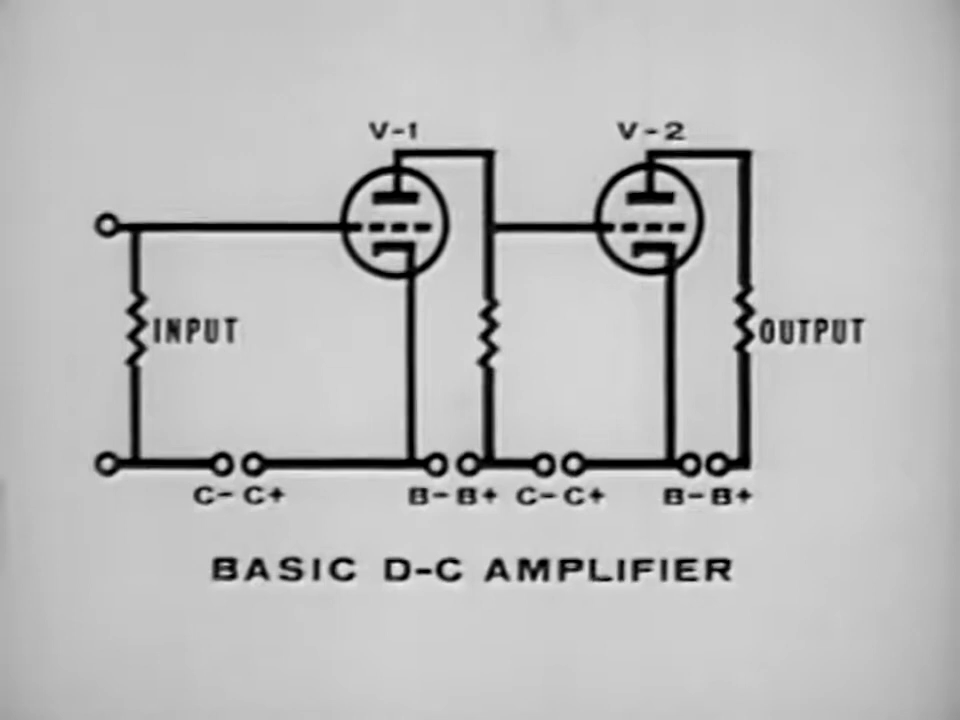 V-1
V-2
INPUT
OUTPUT
C- C+
B- B+
C- C+
B- B+
BASIC D-C AMPLIFIER